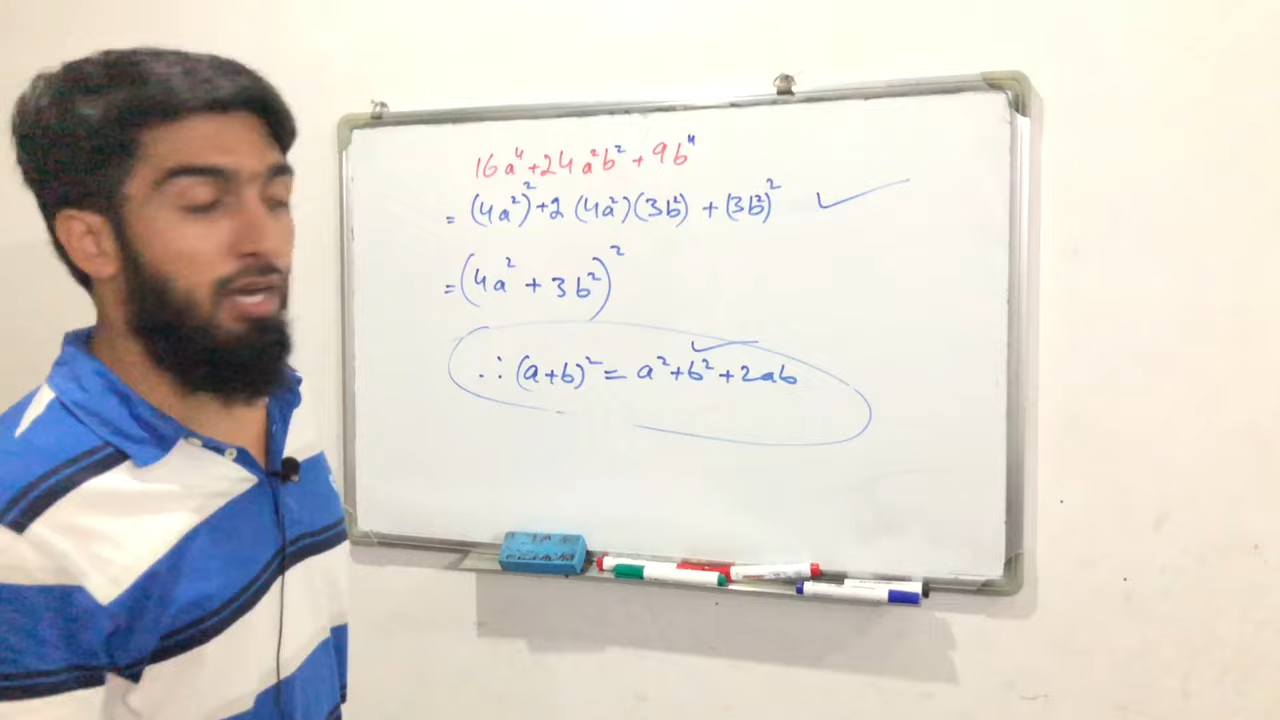 16a⁴+24a²b²+9b⁴
= (4a²)²+2(4a²)(3b²)+(3b²)²
= (4a²+3b²)²
∴ (a+b)² = a²+b²+2ab